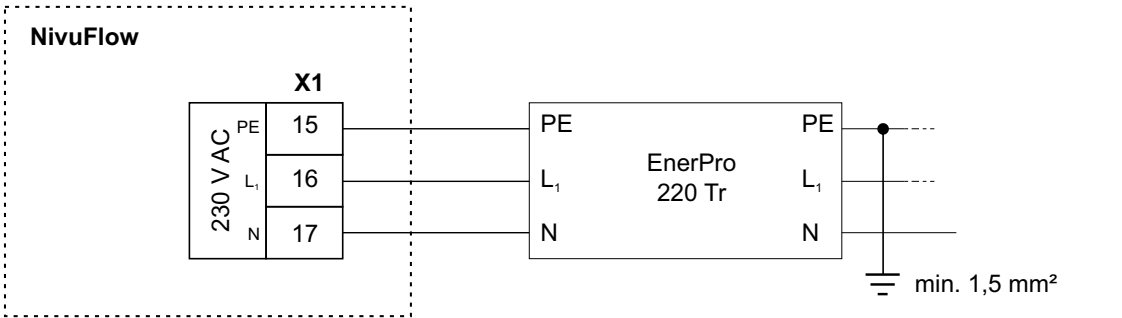 NivuFlow
X1
230 V AC
PE
15
PE
PE
L₁
16
L₁
EnerPro
220 Tr
L₁
N
17
N
N
min. 1,5 mm²